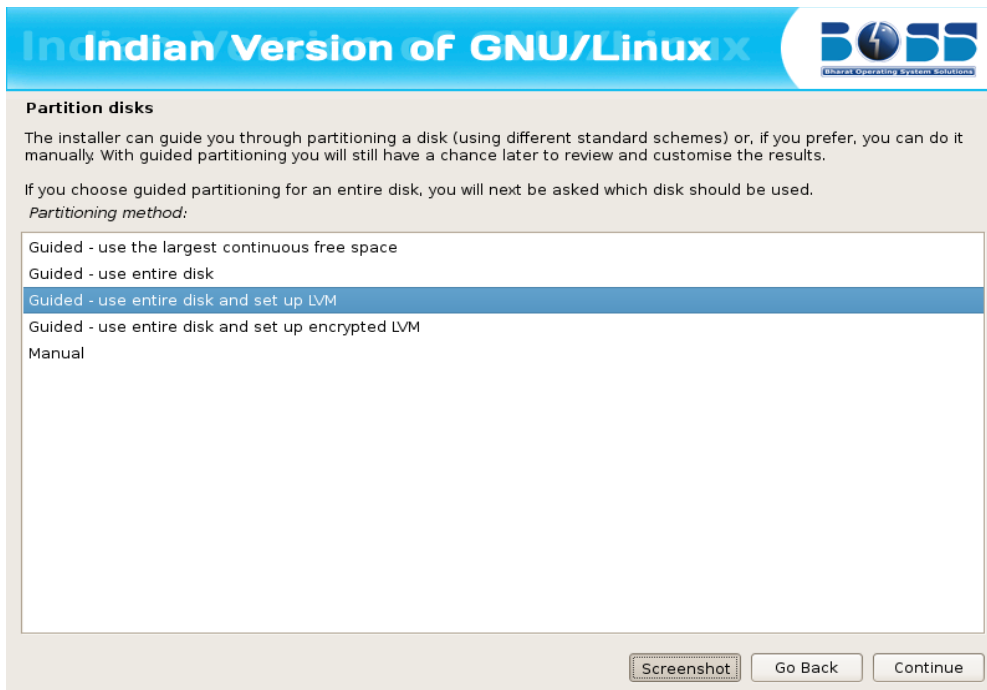 Indian Version of GNU/Linux
BOSS
Bharat Operating System Solutions
Partition disks
The installer can guide you through partitioning a disk (using different standard schemes) or, if you prefer, you can do it
manually. With guided partitioning you will still have a chance later to review and customise the results.
If you choose guided partitioning for an entire disk, you will next be asked which disk should be used.
Partitioning method:
Guided - use the largest continuous free space
Guided - use entire disk
Guided - use entire disk and set up LVM
Guided - use entire disk and set up encrypted LVM
Manual
Screenshot Go Back Continue